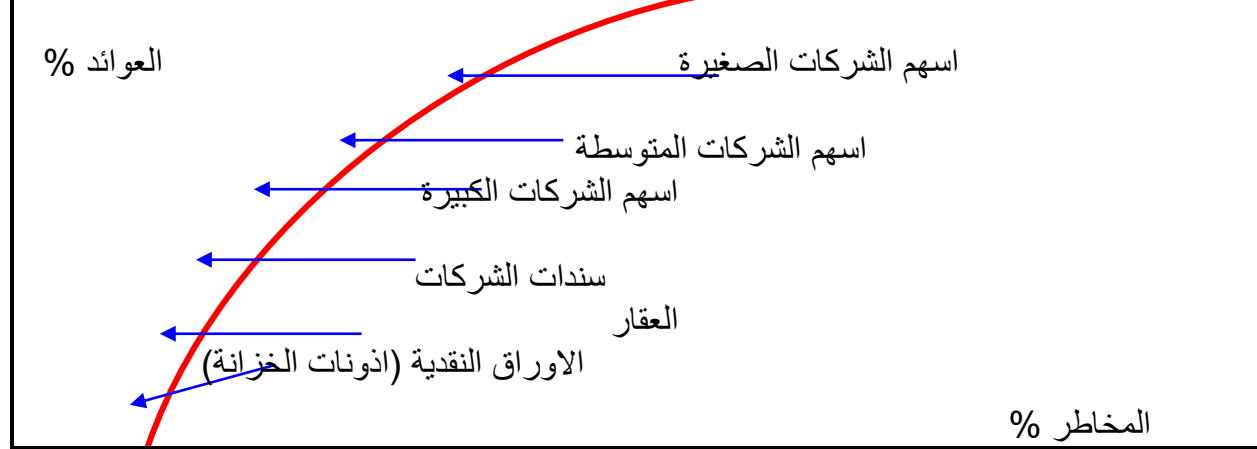 العوائد %
اسهم الشركات الصغيرة
اسهم الشركات المتوسطة
اسهم الشركات الكبيرة
سندات الشركات
العقار
الاوراق النقدية (اذونات الخزانة)
المخاطر %